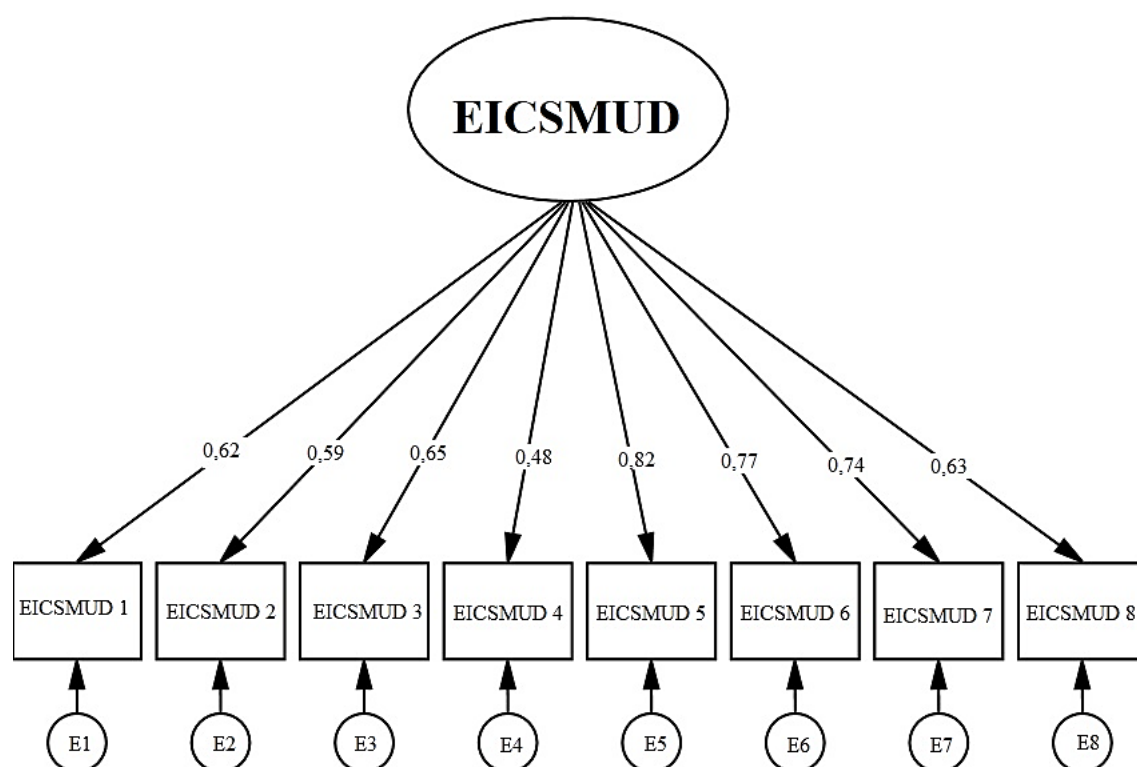 EICSMUD
0,62
0,59
0,65
0,48
0,82
0,77
0,74
0,63
EICSMUD 1
EICSMUD 2
EICSMUD 3
EICSMUD 4
EICSMUD 5
EICSMUD 6
EICSMUD 7
EICSMUD 8
E1
E2
E3
E4
E5
E6
E7
E8